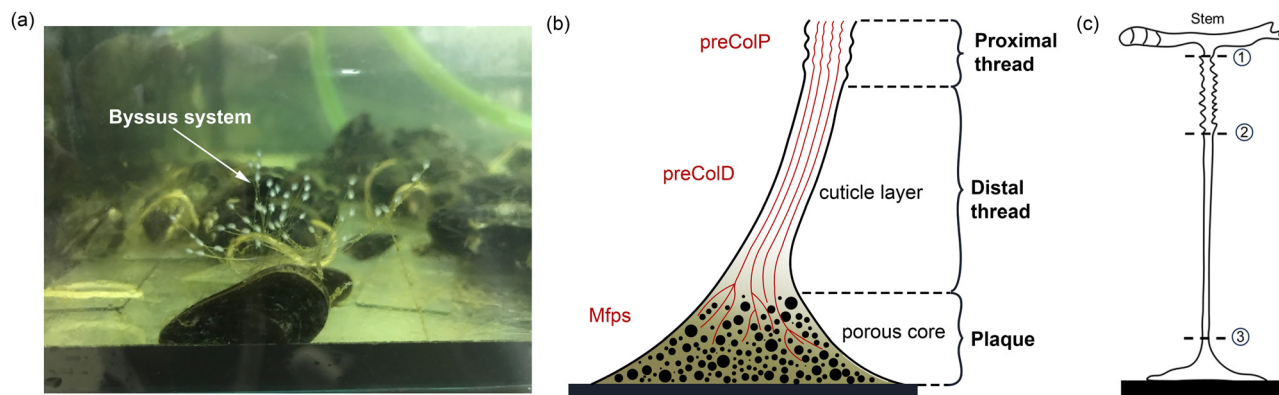 (a)
Byssus system
(b)
preColP
preColD
Mfps
cuticle layer
porous core
Proximal
thread
Distal
thread
Plaque
(c)
Stem
①
②
③